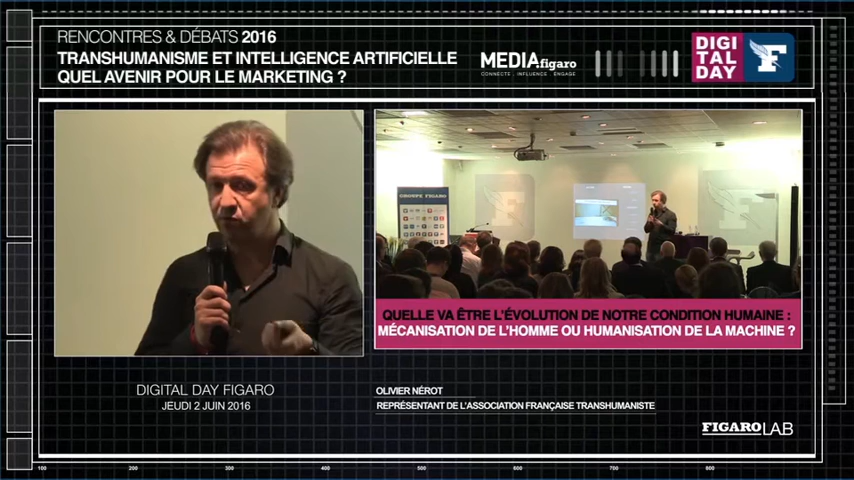 RENCONTRES & DÉBATS 2016
TRANSHUMANISME ET INTELLIGENCE ARTIFICIELLE
QUEL AVENIR POUR LE MARKETING ?
MEDIAfigaro
CONNECTE . INFLUENCE . ENGAGE
DIGI
TAL
DAY
F
GROUPE FIGARO
QUELLE VA ÊTRE L'ÉVOLUTION DE NOTRE CONDITION HUMAINE :
MÉCANISATION DE L'HOMME OU HUMANISATION DE LA MACHINE ?
DIGITAL DAY FIGARO
JEUDI 2 JUIN 2016
OLIVIER NÉROT
REPRÉSENTANT DE L'ASSOCIATION FRANÇAISE TRANSHUMANISTE
FIGAROLAB
100 200 300 400 500 600 700 800